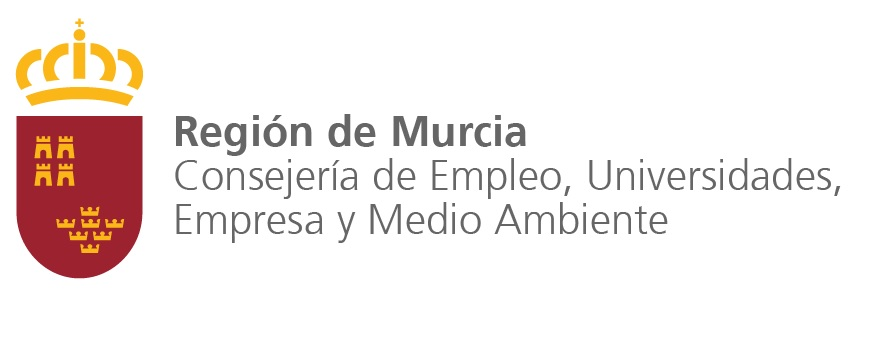 Región de Murcia
Consejería de Empleo, Universidades,
Empresa y Medio Ambiente